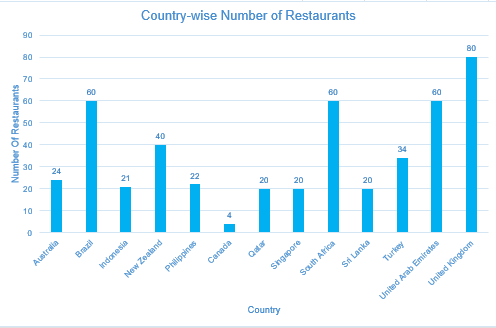 Country-wise Number of Restaurants
Number Of Restaurants
90
80
70
60
50
40
30
20
10
0
24
60
21
40
22
4
20
20
60
20
34
60
80
Australia
Brazil
Indonesia
New Zealand
Philippines
Canada
Qatar
Singapore
South Africa
Sri Lanka
Turkey
United Arab Emirates
United Kingdom
Country